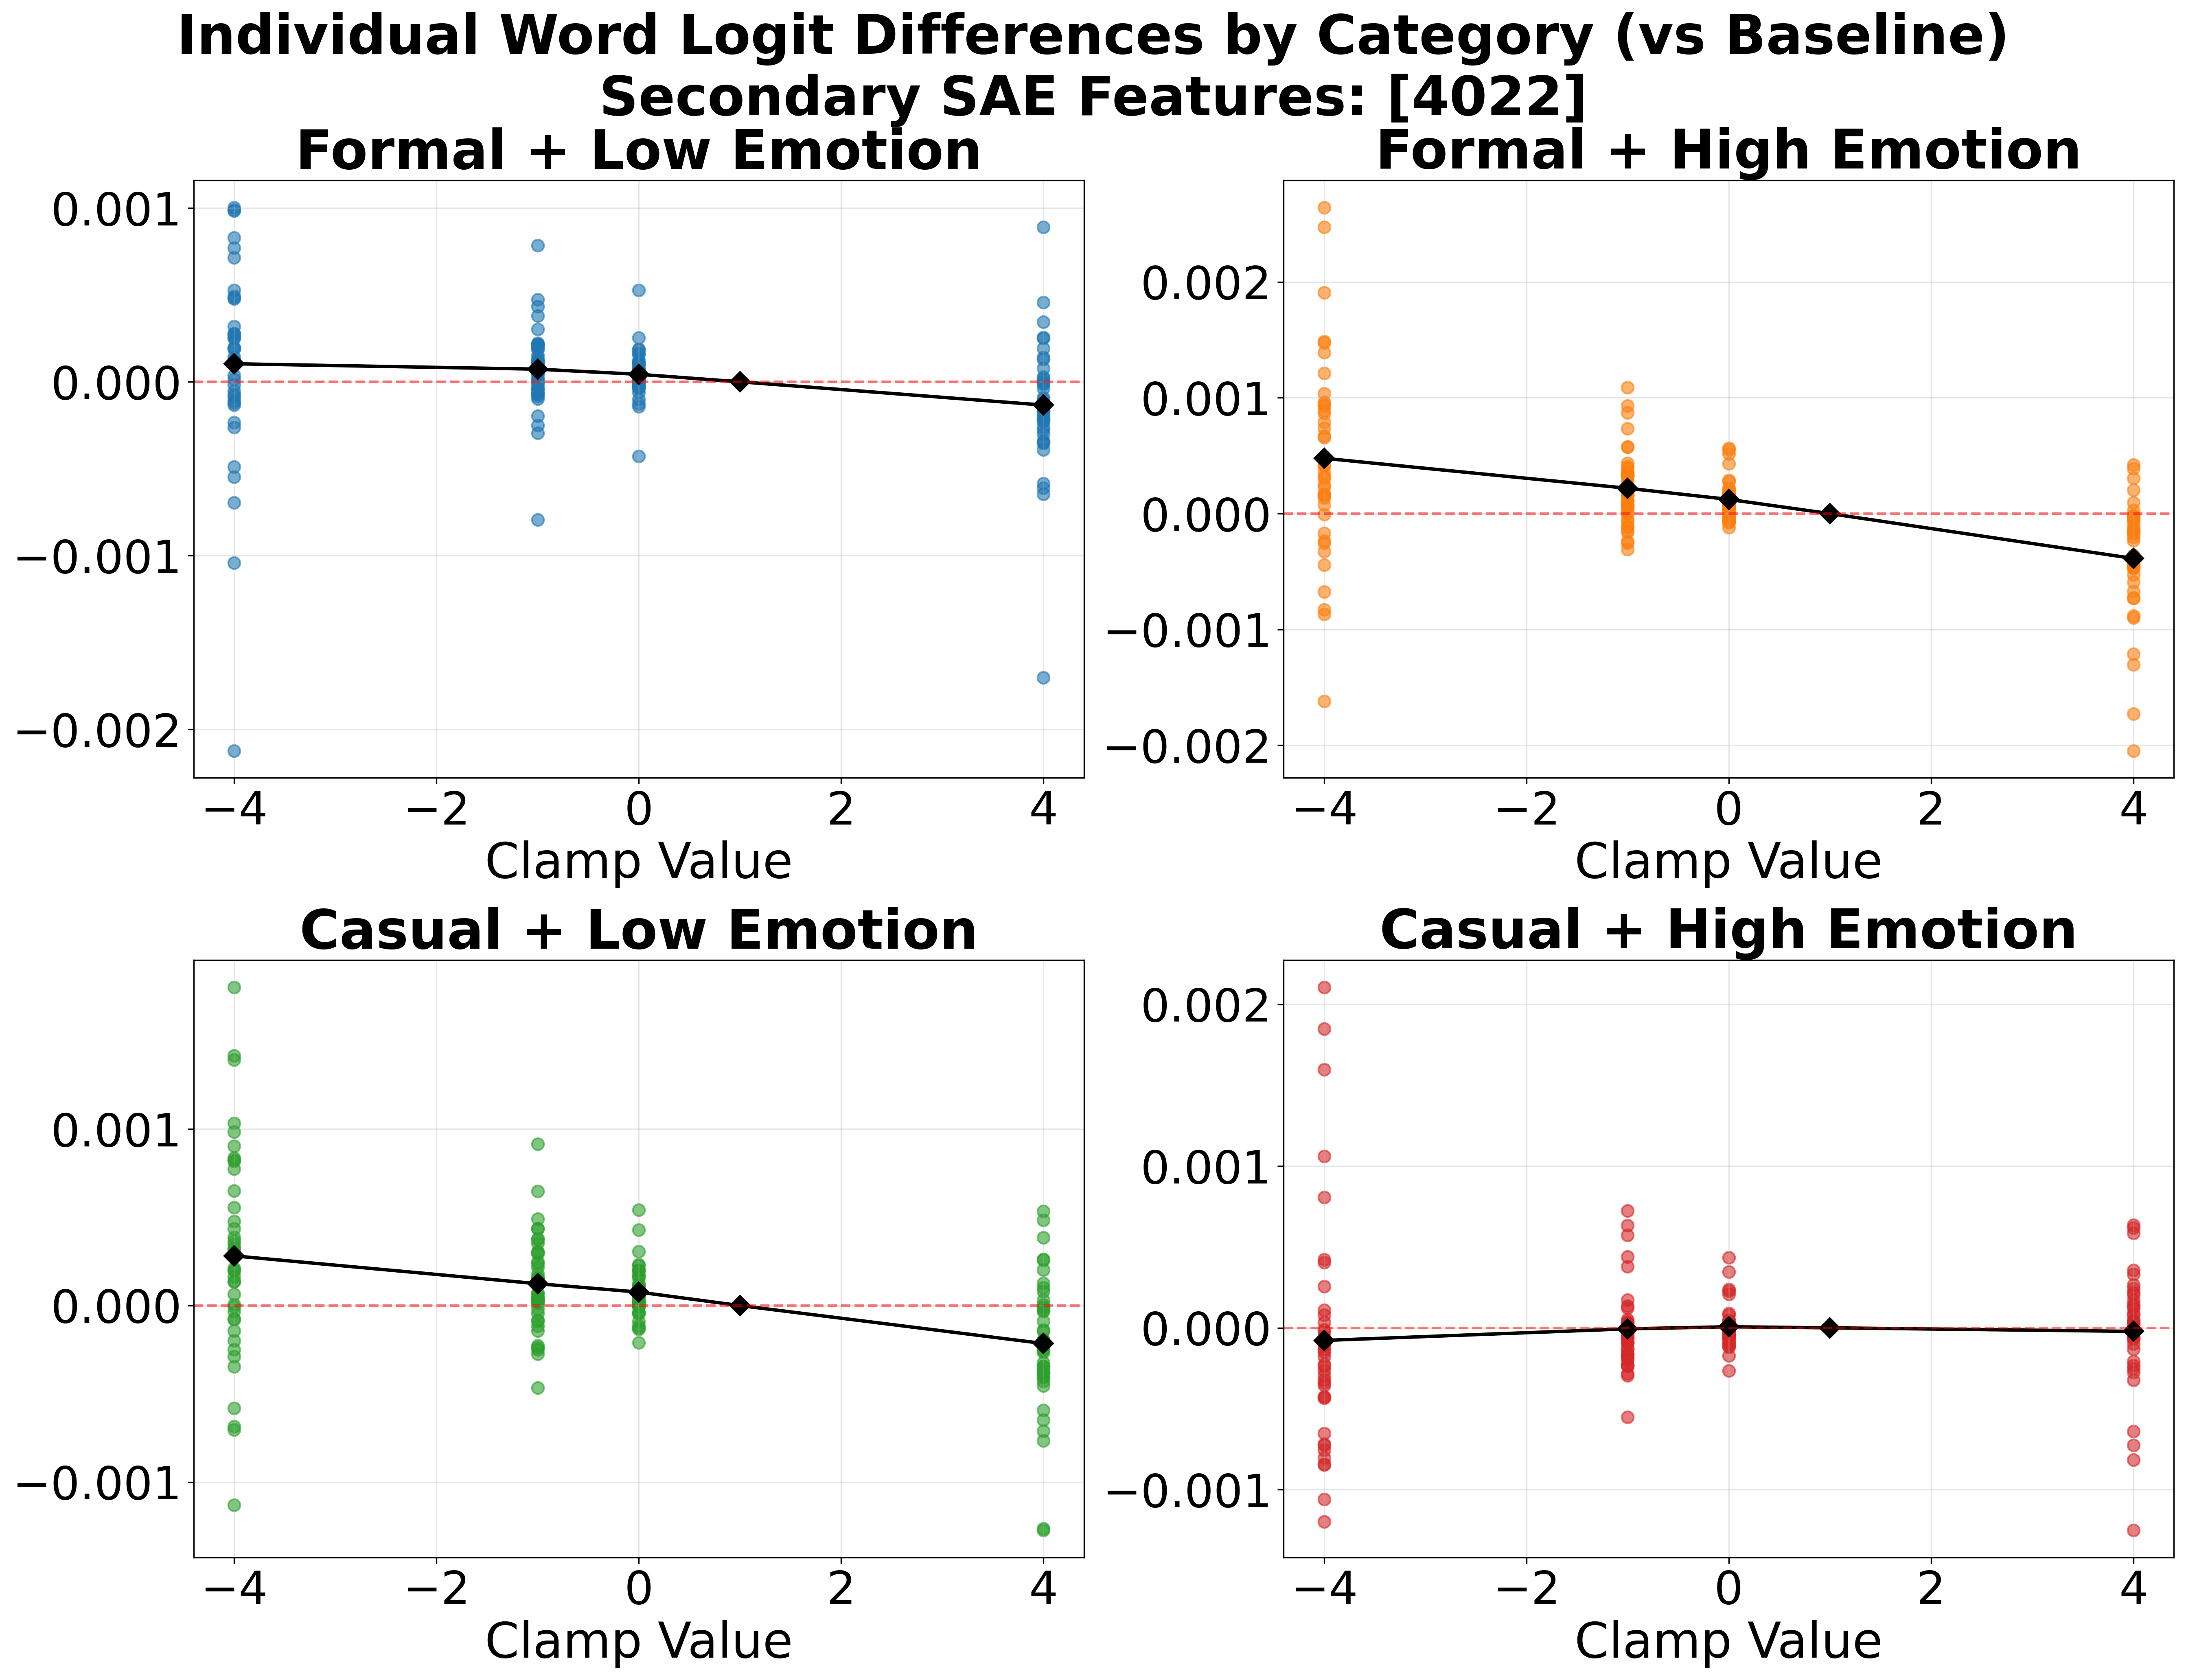 Individual Word Logit Differences by Category (vs Baseline)
Secondary SAE Features: [4022]
Formal + Low Emotion
0.001
0.000
−0.001
−0.002
−4 −2 0 2 4
Clamp Value
Formal + High Emotion
0.002
0.001
0.000
−0.001
−0.002
−4 −2 0 2 4
Clamp Value
Casual + Low Emotion
0.001
0.000
−0.001
−4 −2 0 2 4
Clamp Value
Casual + High Emotion
0.002
0.001
0.000
−0.001
−4 −2 0 2 4
Clamp Value